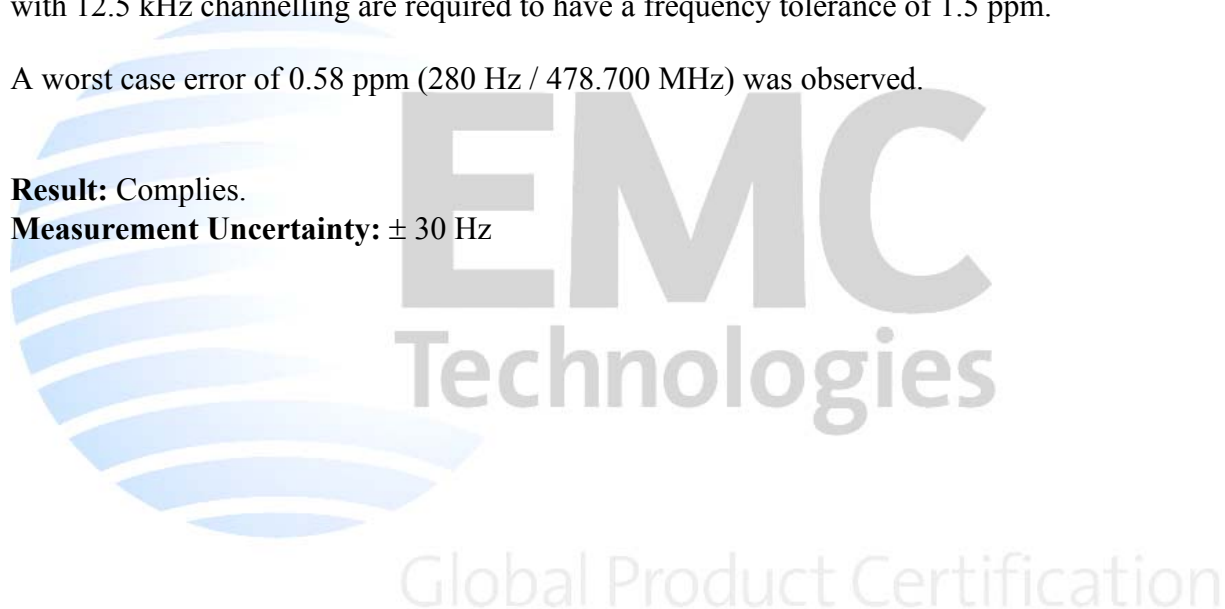 with 12.5 kHz channelling are required to have a frequency tolerance of 1.5 ppm.
A worst case error of 0.58 ppm (280 Hz / 478.700 MHz) was observed.
Result: Complies.
Measurement Uncertainty: ± 30 Hz
EMC
Technologies
Global Product Certification